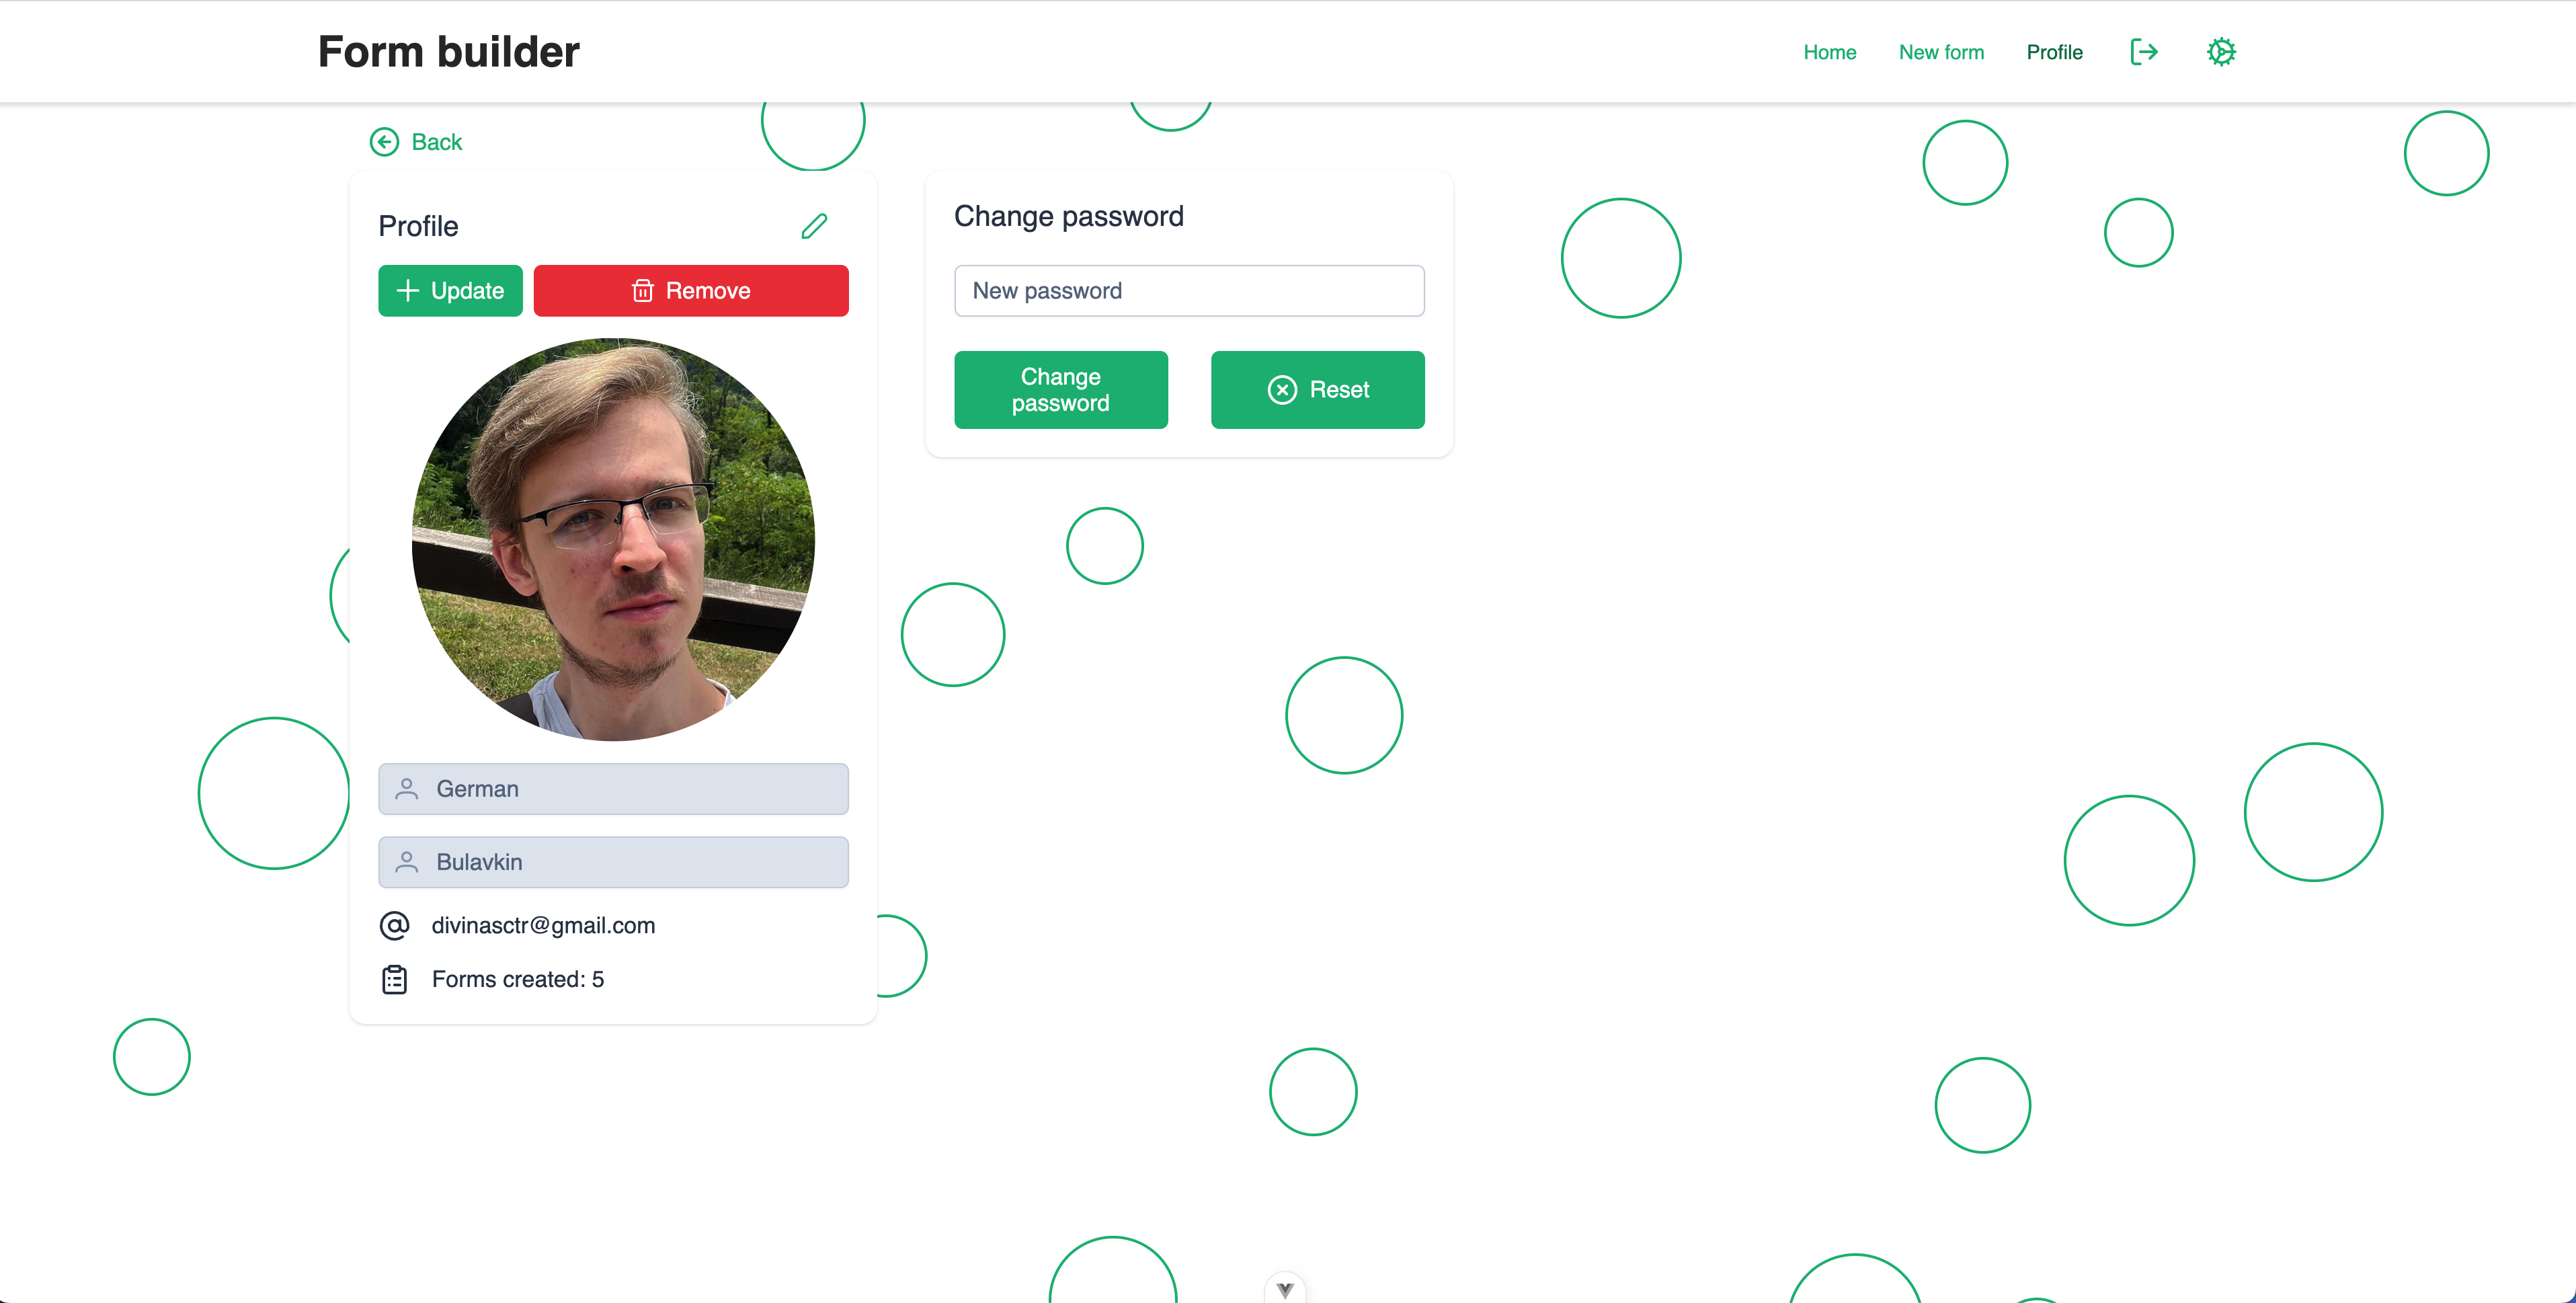 Form builder
Home
New form
Profile
Back
Profile
Update
Remove
German
Bulavkin
divinasctr@gmail.com
Forms created: 5
Change password
New password
Change
password
Reset